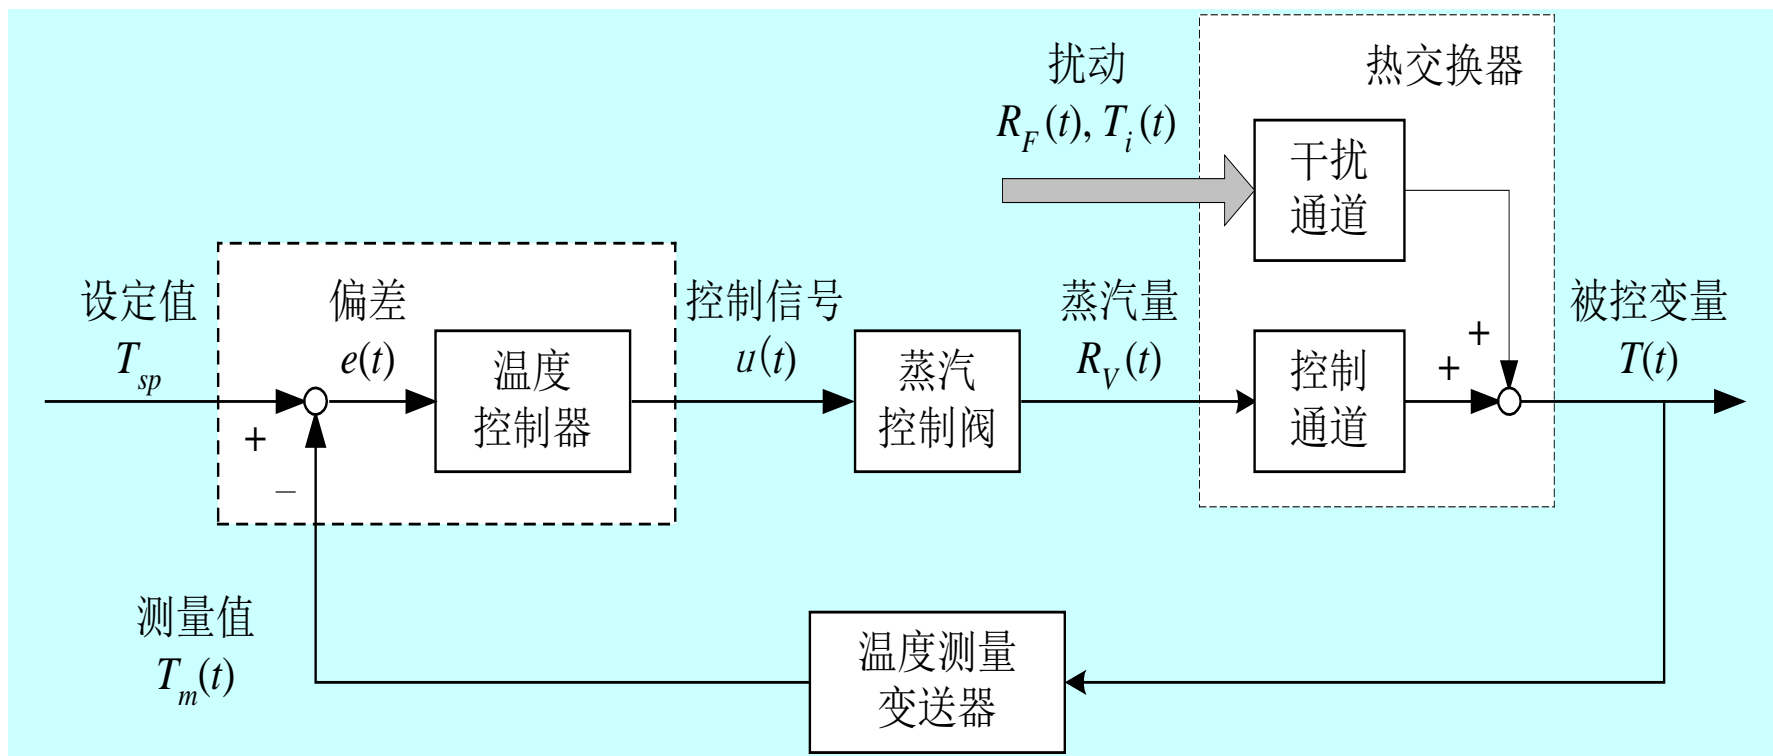 扰动
R_F(t), T_i(t)
热交换器
干扰
通道
设定值
T_sp
偏差
e(t)
温度
控制器
控制信号
u(t)
蒸汽
控制阀
蒸汽量
R_V(t)
控制
通道
被控变量
T(t)
+
−
+
+
测量值
T_m(t)
温度测量
变送器